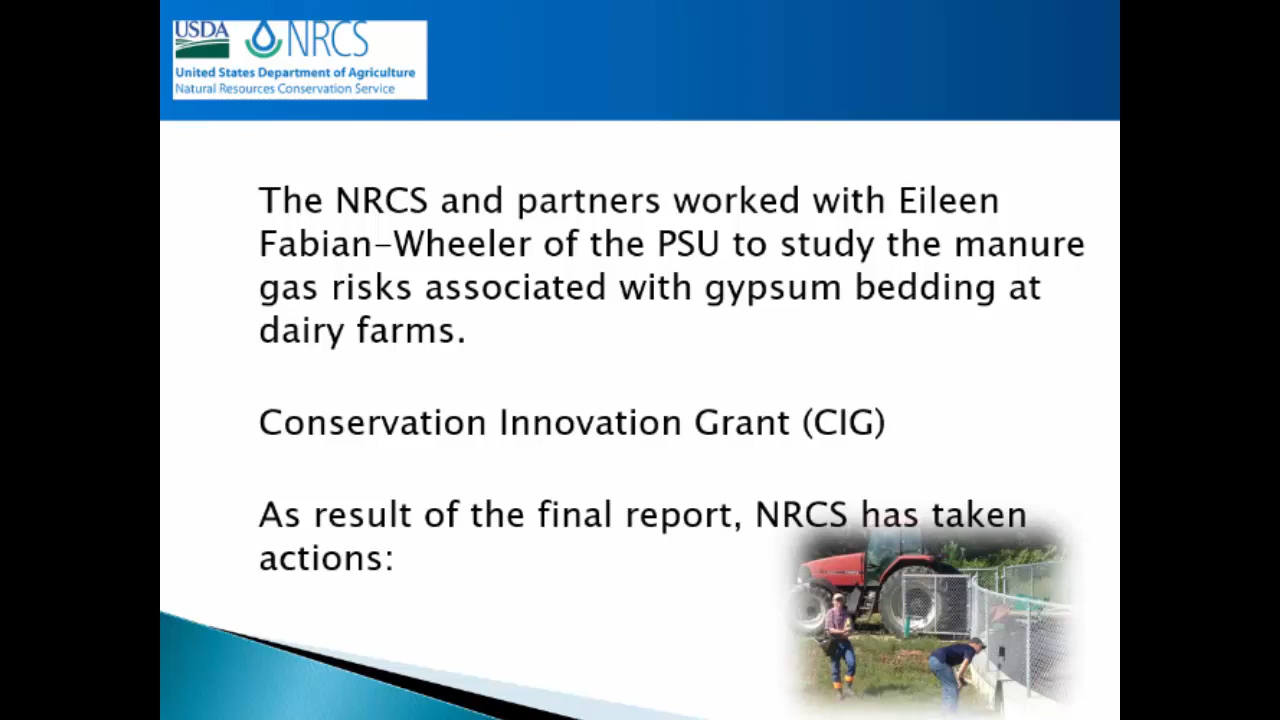 USDA NRCS
United States Department of Agriculture
Natural Resources Conservation Service
The NRCS and partners worked with Eileen
Fabian-Wheeler of the PSU to study the manure
gas risks associated with gypsum bedding at
dairy farms.
Conservation Innovation Grant (CIG)
As result of the final report, NRCS has taken
actions: